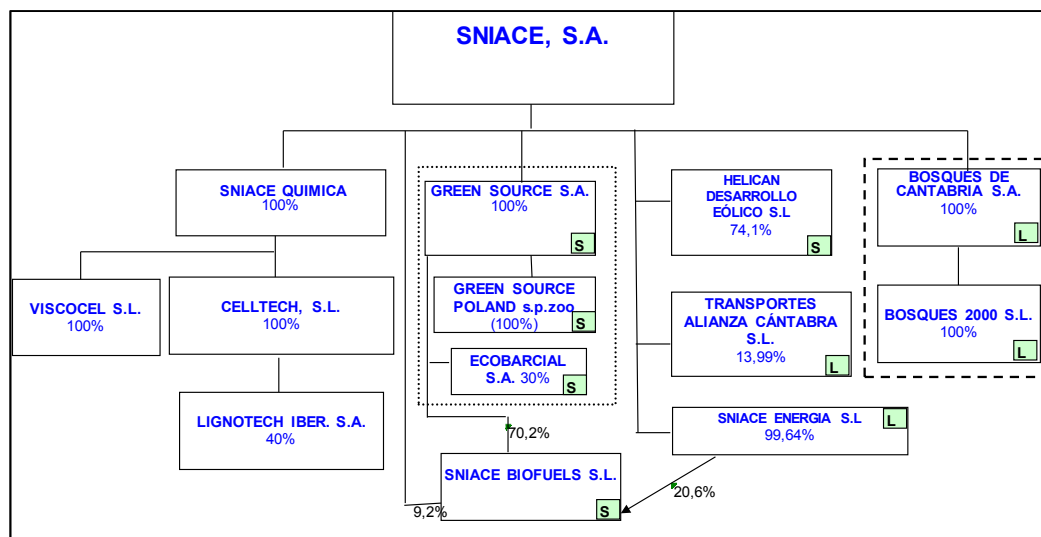 SNIACE, S.A.
SNIACE QUIMICA
100%
GREEN SOURCE S.A.
100%
S
HELICAN
DESARROLLO
EÓLICO S.L
74,1%
S
BOSQUES DE
CANTABRIA S.A.
100%
L
VISCOCEL S.L.
100%
CELLTECH, S.L.
100%
GREEN SOURCE
POLAND s.p.zoo
(100%)
S
TRANSPORTES
ALIANZA CÁNTABRA
S.L.
13,99%
L
BOSQUES 2000 S.L.
100%
L
ECOBARCIAL
S.A. 30%
S
LIGNOTECH IBER. S.A.
40%
70,2%
SNIACE ENERGIA S.L
99,64%
L
SNIACE BIOFUELS S.L.
S
9,2%
20,6%